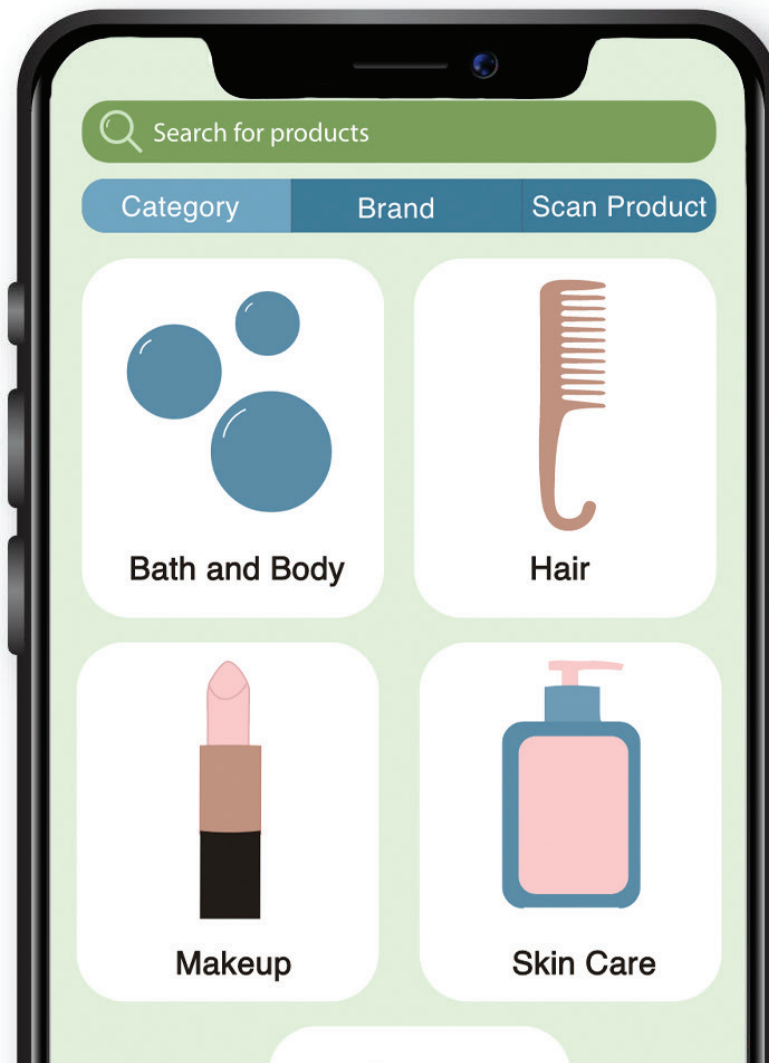 Search for products
Category Brand Scan Product
Bath and Body
Hair
Makeup
Skin Care